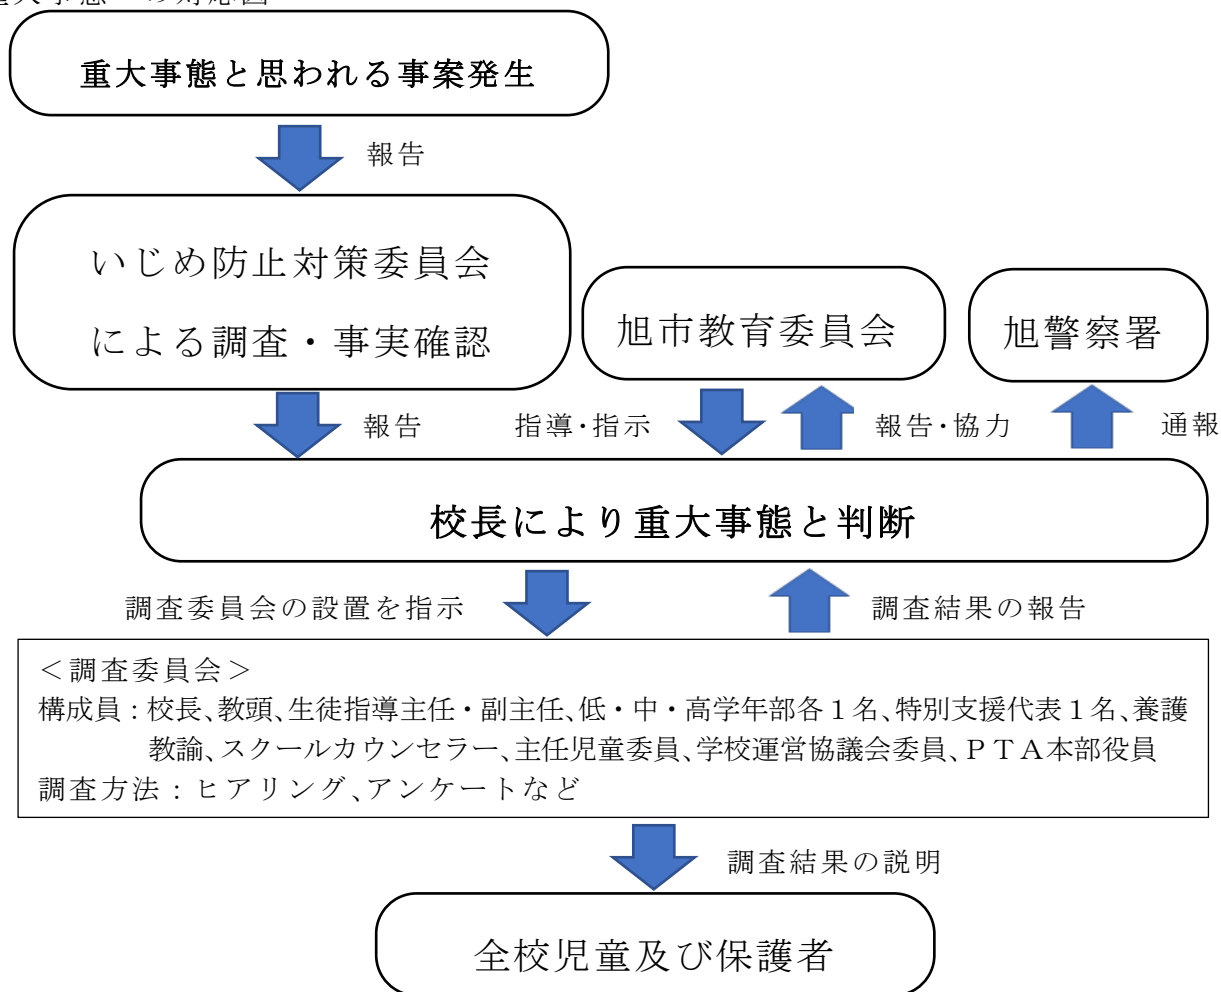 重大事態と思われる事案発生
報告
いじめ防止対策委員会
による調査・事実確認
旭市教育委員会
旭警察署
報告
指導・指示
報告・協力
通報
校長により重大事態と判断
調査委員会の設置を指示
調査結果の報告
＜調査委員会＞
構成員：校長、教頭、生徒指導主任・副主任、低・中・高学年部各１名、特別支援代表１名、養護
教諭、スクールカウンセラー、主任児童委員、学校運営協議会委員、ＰＴＡ本部役員
調査方法：ヒアリング、アンケートなど
調査結果の説明
全校児童及び保護者